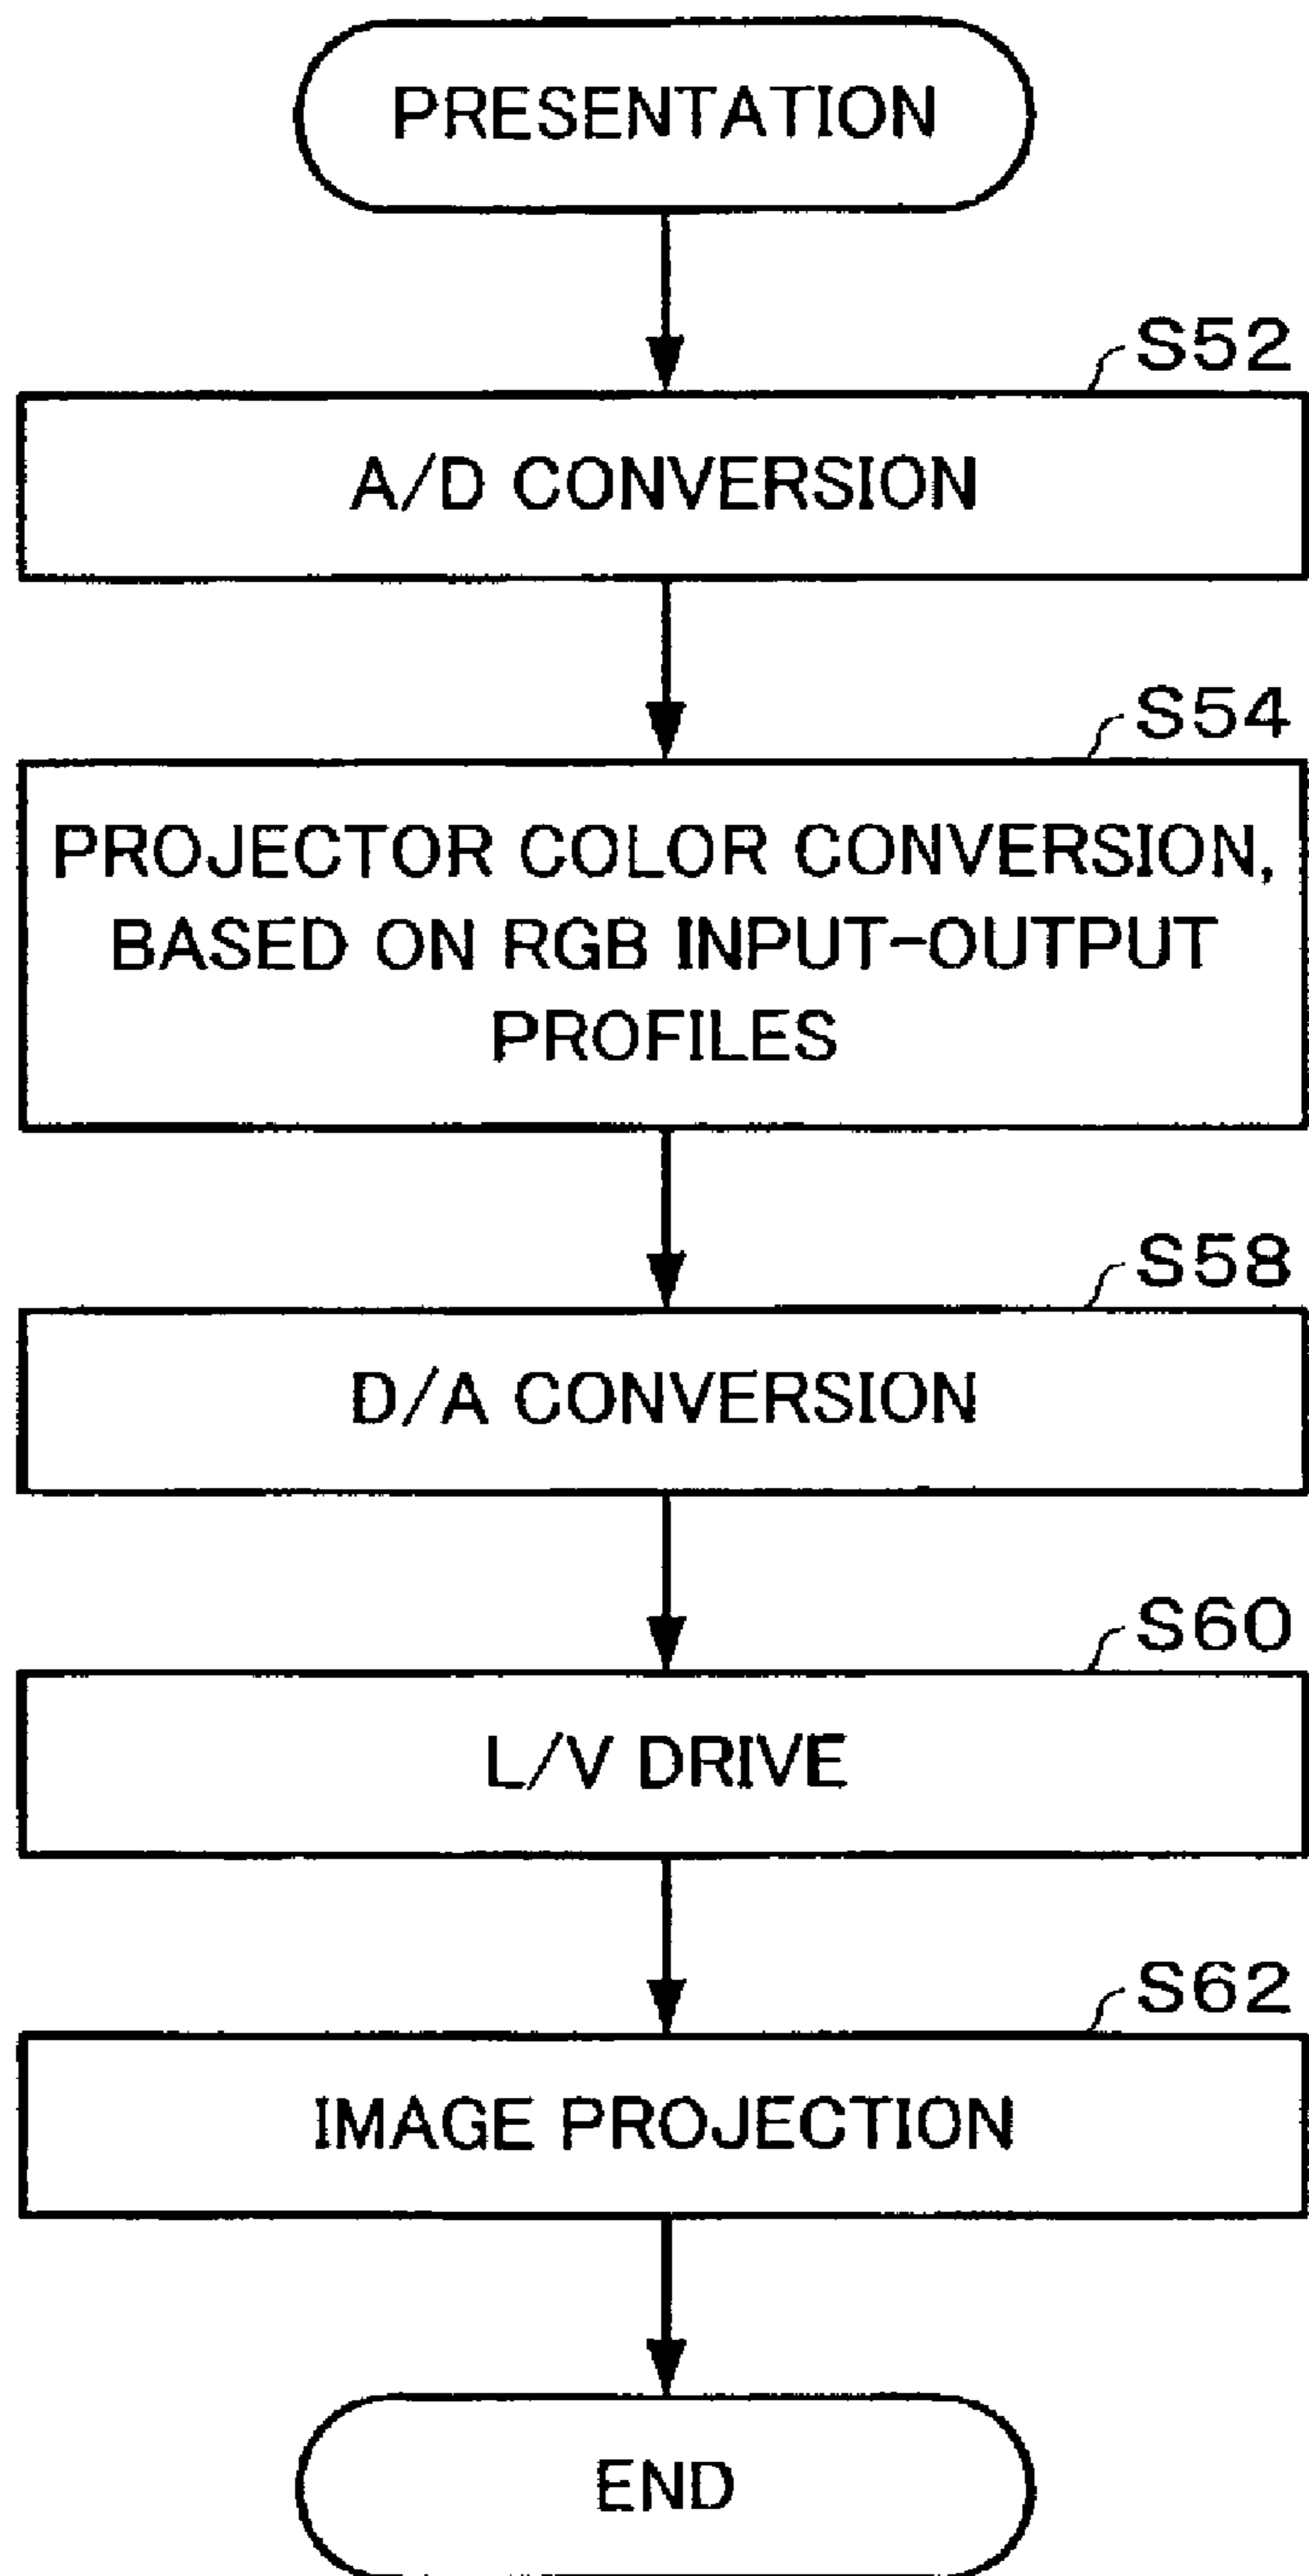 PRESENTATION
S52
A/D CONVERSION
S54
PROJECTOR COLOR CONVERSION,
BASED ON RGB INPUT-OUTPUT
PROFILES
S58
D/A CONVERSION
S60
L/V DRIVE
S62
IMAGE PROJECTION
END